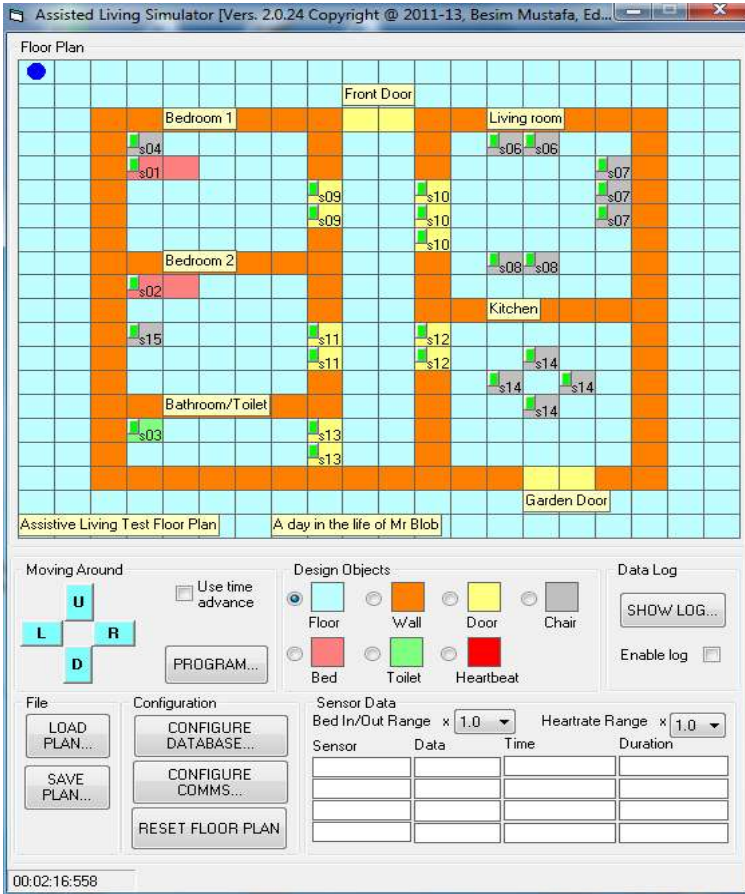 Assisted Living Simulator [Vers. 2.0.24 Copyright @ 2011-13, Besim Mustafa, Ed...
Floor Plan
Front Door
Bedroom 1 Living room
s04 s06 s06
s01 s07
s09 s10 s07
s09 s10 s07
s10
Bedroom 2 s08 s08
s02
Kitchen
s15 s11 s12
s11 s12 s14
s14 s14
Bathroom/Toilet s14
s03 s13
s13
Garden Door
Assistive Living Test Floor Plan A day in the life of Mr Blob
Moving Around
U
L R
D
Use time
advance
PROGRAM...
Design Objects
Floor Wall Door Chair
Bed Toilet Heartbeat
Data Log
SHOW LOG...
Enable log
File
LOAD
PLAN...
SAVE
PLAN...
Configuration
CONFIGURE
DATABASE...
CONFIGURE
COMMS...
RESET FLOOR PLAN
Sensor Data
Bed In/Out Range x 1.0 Heartrate Range x 1.0
Sensor Data Time Duration
00:02:16:558